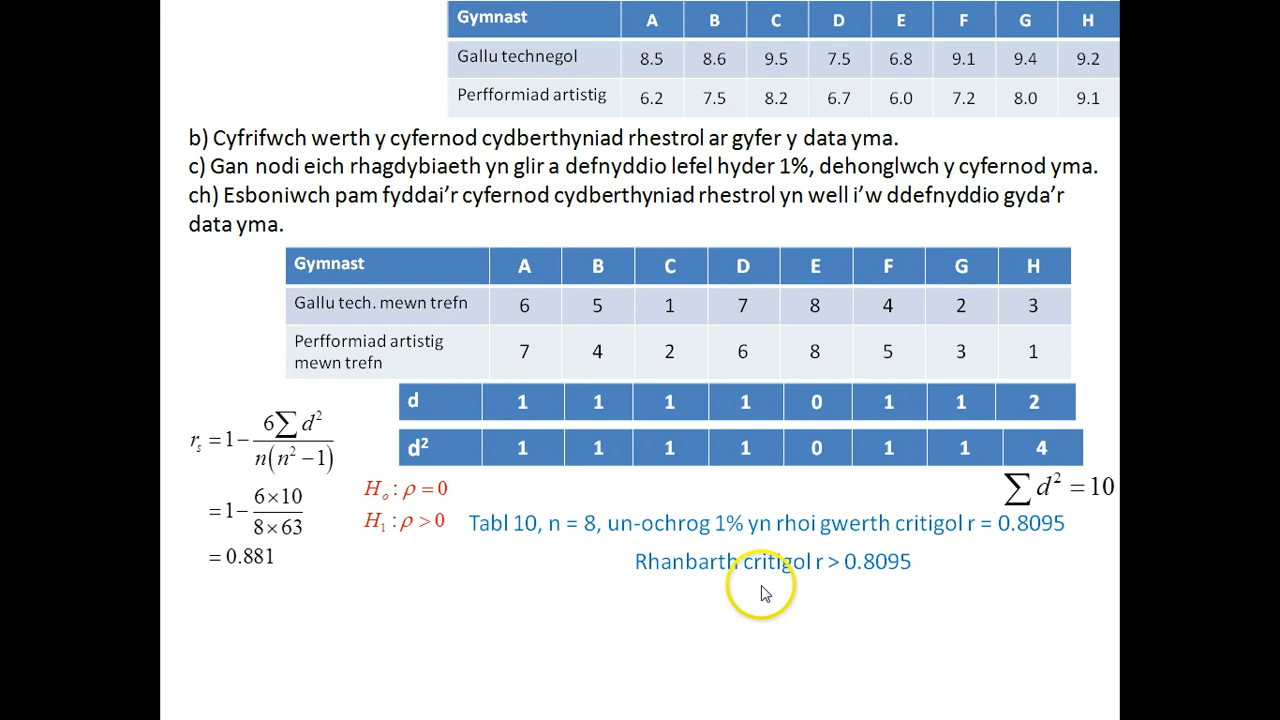 Gymnast A B C D E F G H
Gallu technegol 8.5 8.6 9.5 7.5 6.8 9.1 9.4 9.2
Perfformiad artistig 6.2 7.5 8.2 6.7 6.0 7.2 8.0 9.1
b) Cyfrifwch werth y cyfernod cydberthyniad rhestrol ar gyfer y data yma.
c) Gan nodi eich rhagdybiaeth yn glir a defnyddio lefel hyder 1%, dehonglwch y cyfernod yma.
ch) Esboniwch pam fyddai’r cyfernod cydberthyniad rhestrol yn well i’w ddefnyddio gyda’r
data yma.
Gymnast A B C D E F G H
Gallu tech. mewn trefn 6 5 1 7 8 4 2 3
Perfformiad artistig
mewn trefn 7 4 2 6 8 5 3 1
d 1 1 1 1 0 1 1 2
d² 1 1 1 1 0 1 1 4
∑ d² = 10
rₛ = 1 − 6∑ d² / n(n² − 1)
= 1 − 6 × 10 / 8 × 63
= 0.881
Hₒ : ρ = 0
H₁ : ρ > 0
Tabl 10, n = 8, un-ochrog 1% yn rhoi gwerth critigol r = 0.8095
Rhanbarth critigol r > 0.8095